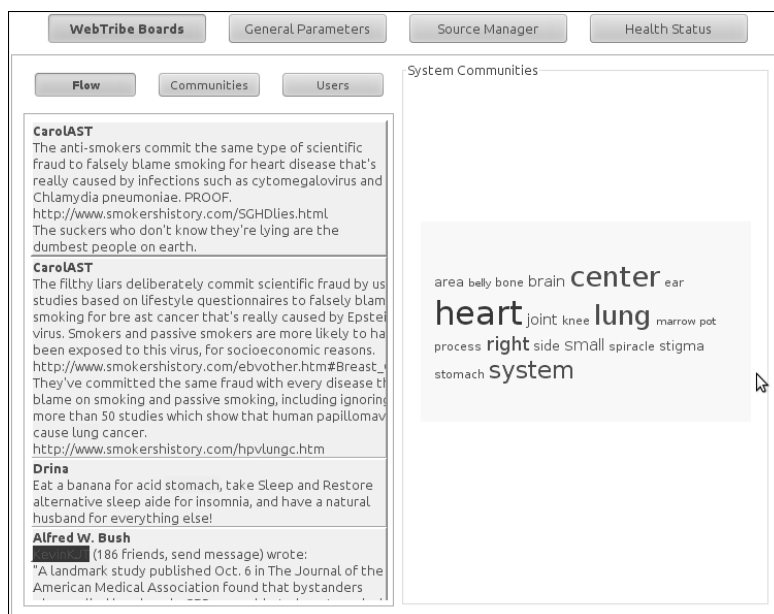 WebTribe Boards General Parameters Source Manager Health Status
Flow Communities Users
CarolAST
The anti-smokers commit the same type of scientific
fraud to falsely blame smoking for heart disease that's
really caused by infections such as cytomegalovirus and
Chlamydia pneumoniae. PROOF.
http://www.smokershistory.com/SGHDlies.html
The suckers who don't know they're lying are the
dumbest people on earth.
CarolAST
The filthy liars deliberately commit scientific fraud by us
studies based on lifestyle questionnaires to falsely blam
smoking for bre ast cancer that's really caused by Epstei
virus. Smokers and passive smokers are more likely to ha
been exposed to this virus, for socioeconomic reasons.
http://www.smokershistory.com/ebvother.htm#Breast_
They've committed the same fraud with every disease th
blame on smoking and passive smoking, including ignoring
more than 50 studies which show that human papillomav
cause lung cancer.
http://www.smokershistory.com/hpvlungc.htm
Drina
Eat a banana for acid stomach, take Sleep and Restore
alternative sleep aide for insomnia, and have a natural
husband for everything else!
Alfred W. Bush
KevinKJT (186 friends, send message) wrote:
"A landmark study published Oct. 6 in The Journal of the
American Medical Association found that bystanders
System Communities
area belly bone brain center ear
heart joint knee lung marrow pot
process right side small spiracle stigma
stomach system